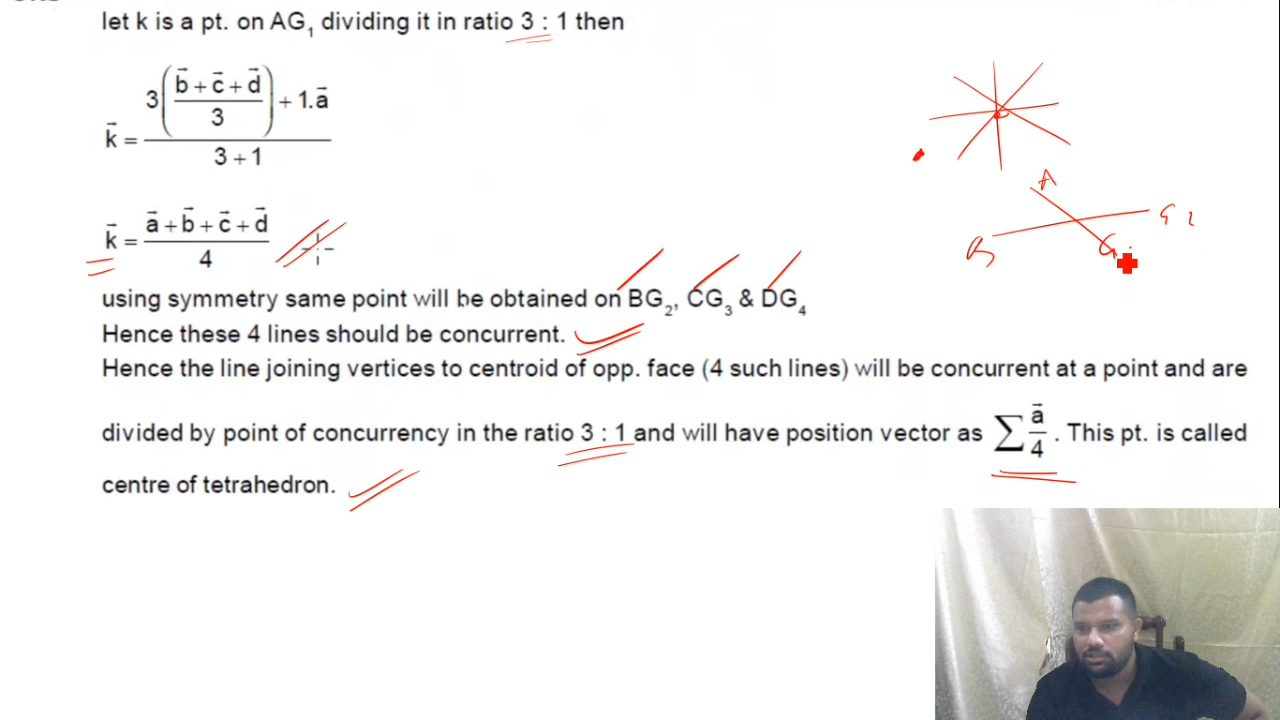 let k is a pt. on AG₁ dividing it in ratio 3 : 1 then
k⃗ = (3((b⃗ + c⃗ + d⃗)/3) + 1.a⃗)/(3 + 1)
k⃗ = (a⃗ + b⃗ + c⃗ + d⃗)/4
using symmetry same point will be obtained on BG₂, CG₃ & DG₄
Hence these 4 lines should be concurrent.
Hence the line joining vertices to centroid of opp. face (4 such lines) will be concurrent at a point and are
divided by point of concurrency in the ratio 3 : 1 and will have position vector as ∑ a⃗/4 . This pt. is called
centre of tetrahedron.
A
B
G₂
G